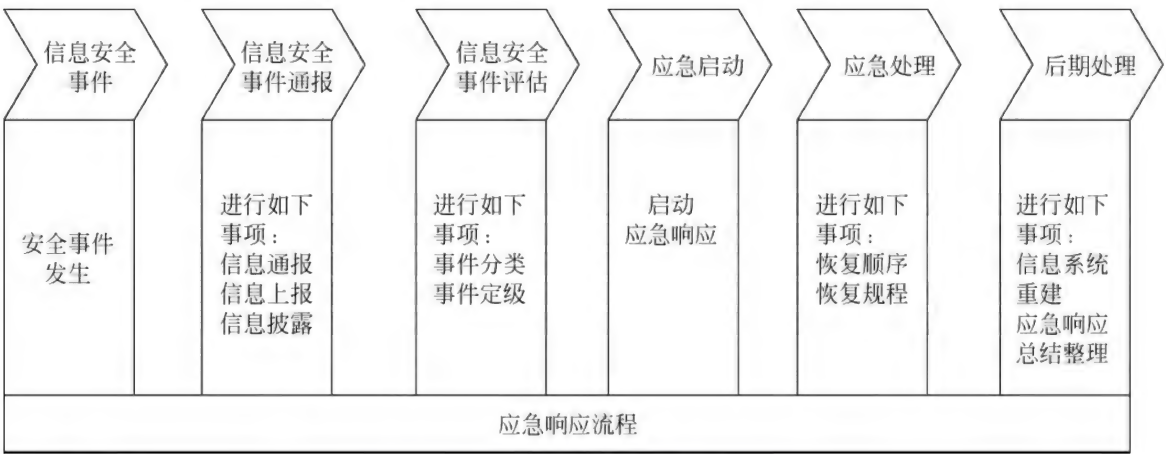 信息安全
事件
信息安全
事件通报
信息安全
事件评估
应急启动
应急处理
后期处理
安全事件
发生
进行如下
事项：
信息通报
信息上报
信息披露
进行如下
事项：
事件分类
事件定级
启动
应急响应
进行如下
事项：
恢复顺序
恢复规程
进行如下
事项：
信息系统
重建
应急响应
总结整理
应急响应流程